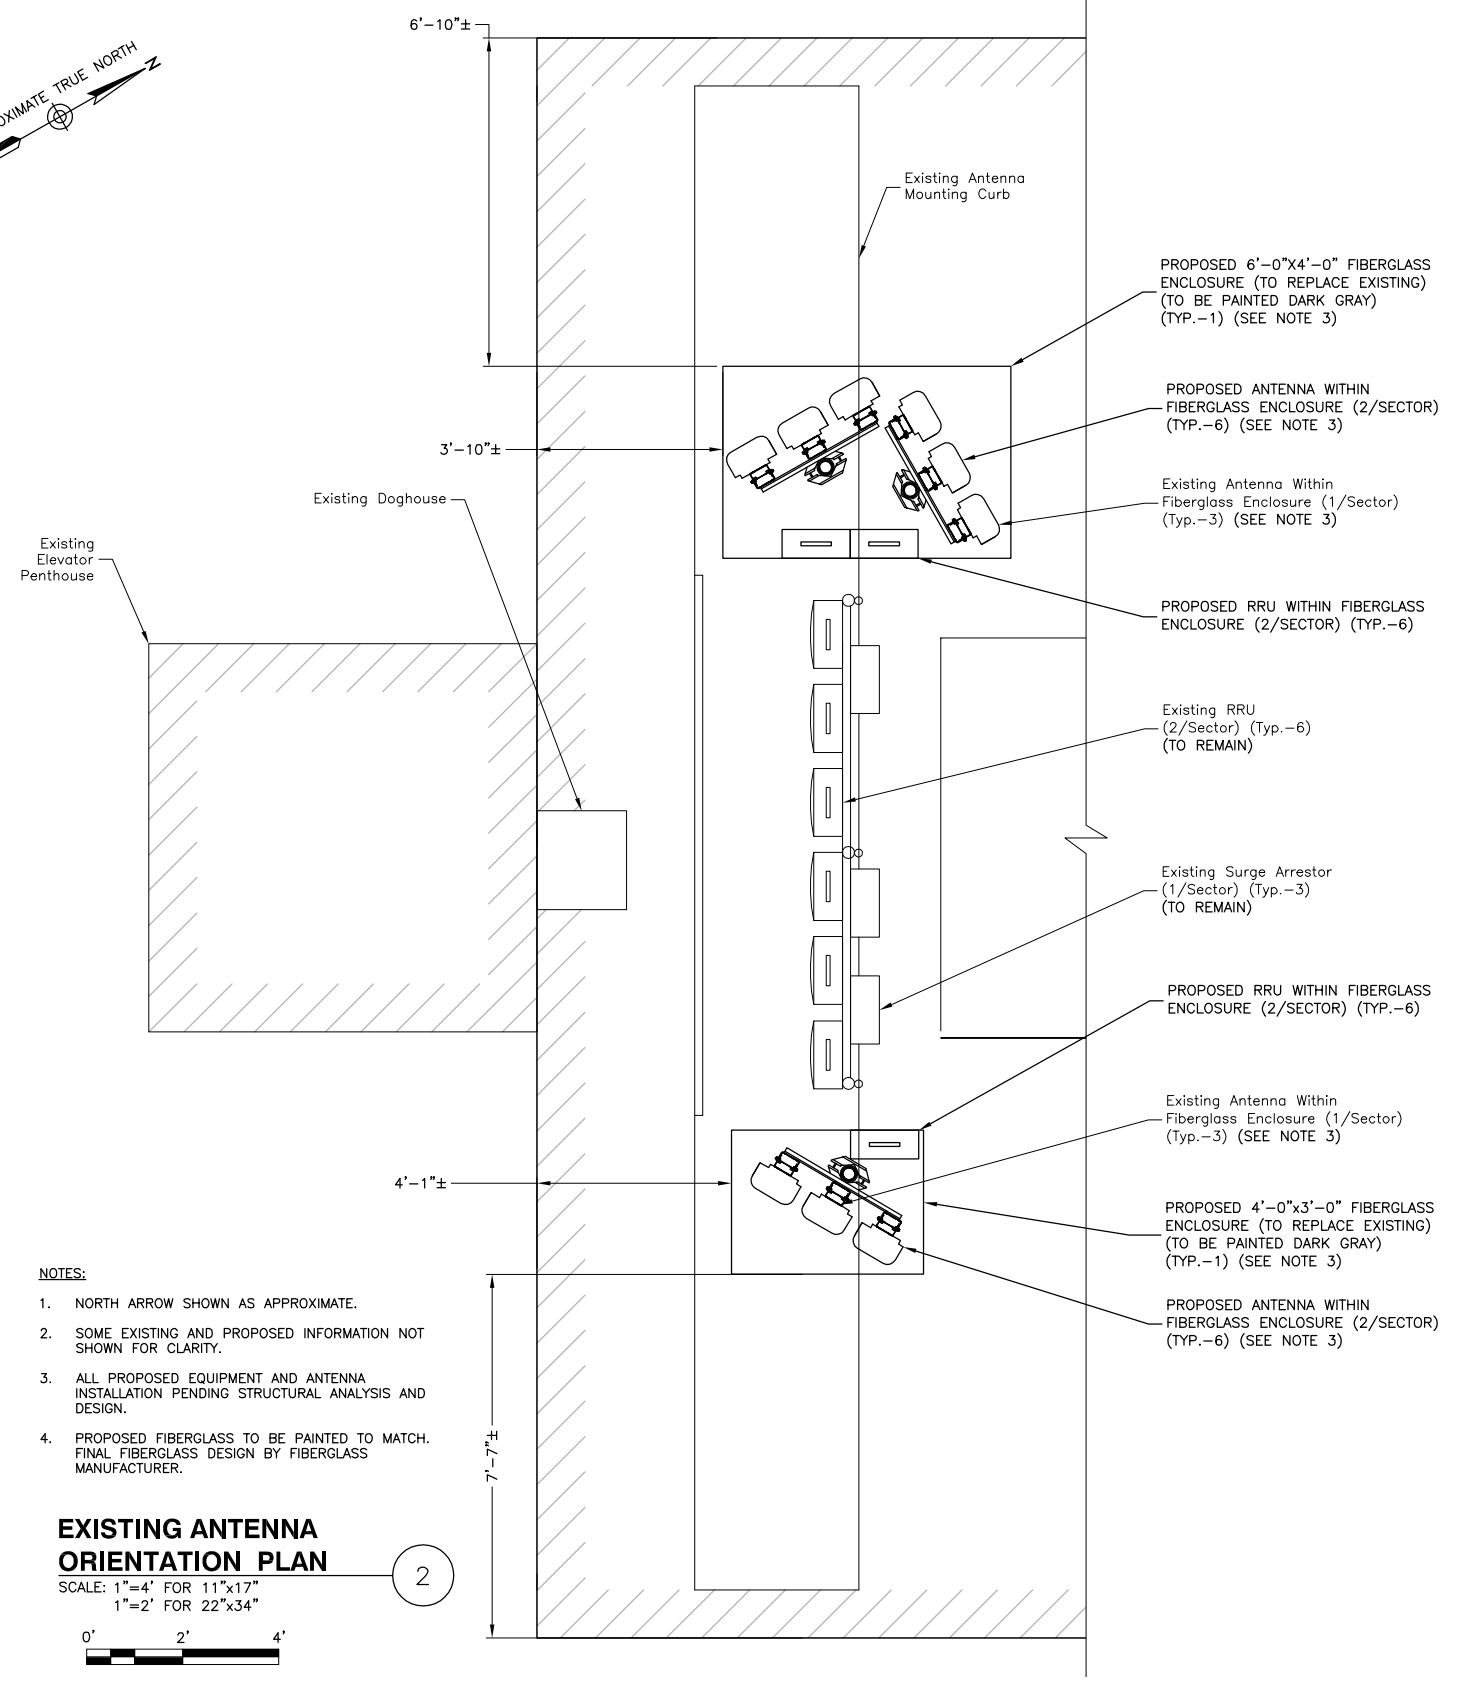 6'-10"±
TRUE NORTH
N
Existing Antenna
Mounting Curb
PROPOSED 6'-0"X4'-0" FIBERGLASS
ENCLOSURE (TO REPLACE EXISTING)
(TO BE PAINTED DARK GRAY)
(TYP.-1) (SEE NOTE 3)
PROPOSED ANTENNA WITHIN
FIBERGLASS ENCLOSURE (2/SECTOR)
(TYP.-6) (SEE NOTE 3)
3'-10"±
Existing Antenna Within
Fiberglass Enclosure (1/Sector)
(Typ.-3) (SEE NOTE 3)
Existing Doghouse
Existing
Elevator
Penthouse
PROPOSED RRU WITHIN FIBERGLASS
ENCLOSURE (2/SECTOR) (TYP.-6)
Existing RRU
(2/Sector) (Typ.-6)
(TO REMAIN)
Existing Surge Arrestor
(1/Sector) (Typ.-3)
(TO REMAIN)
PROPOSED RRU WITHIN FIBERGLASS
ENCLOSURE (2/SECTOR) (TYP.-6)
Existing Antenna Within
Fiberglass Enclosure (1/Sector)
(Typ.-3) (SEE NOTE 3)
4'-1"±
PROPOSED 4'-0"x3'-0" FIBERGLASS
ENCLOSURE (TO REPLACE EXISTING)
(TO BE PAINTED DARK GRAY)
(TYP.-1) (SEE NOTE 3)
PROPOSED ANTENNA WITHIN
FIBERGLASS ENCLOSURE (2/SECTOR)
(TYP.-6) (SEE NOTE 3)
7'-7"±
NOTES:
1. NORTH ARROW SHOWN AS APPROXIMATE.
2. SOME EXISTING AND PROPOSED INFORMATION NOT
SHOWN FOR CLARITY.
3. ALL PROPOSED EQUIPMENT AND ANTENNA
INSTALLATION PENDING STRUCTURAL ANALYSIS AND
DESIGN.
4. PROPOSED FIBERGLASS TO BE PAINTED TO MATCH.
FINAL FIBERGLASS DESIGN BY FIBERGLASS
MANUFACTURER.
EXISTING ANTENNA
ORIENTATION PLAN
2
SCALE: 1"=4' FOR 11"x17"
1"=2' FOR 22"x34"
0' 2' 4'